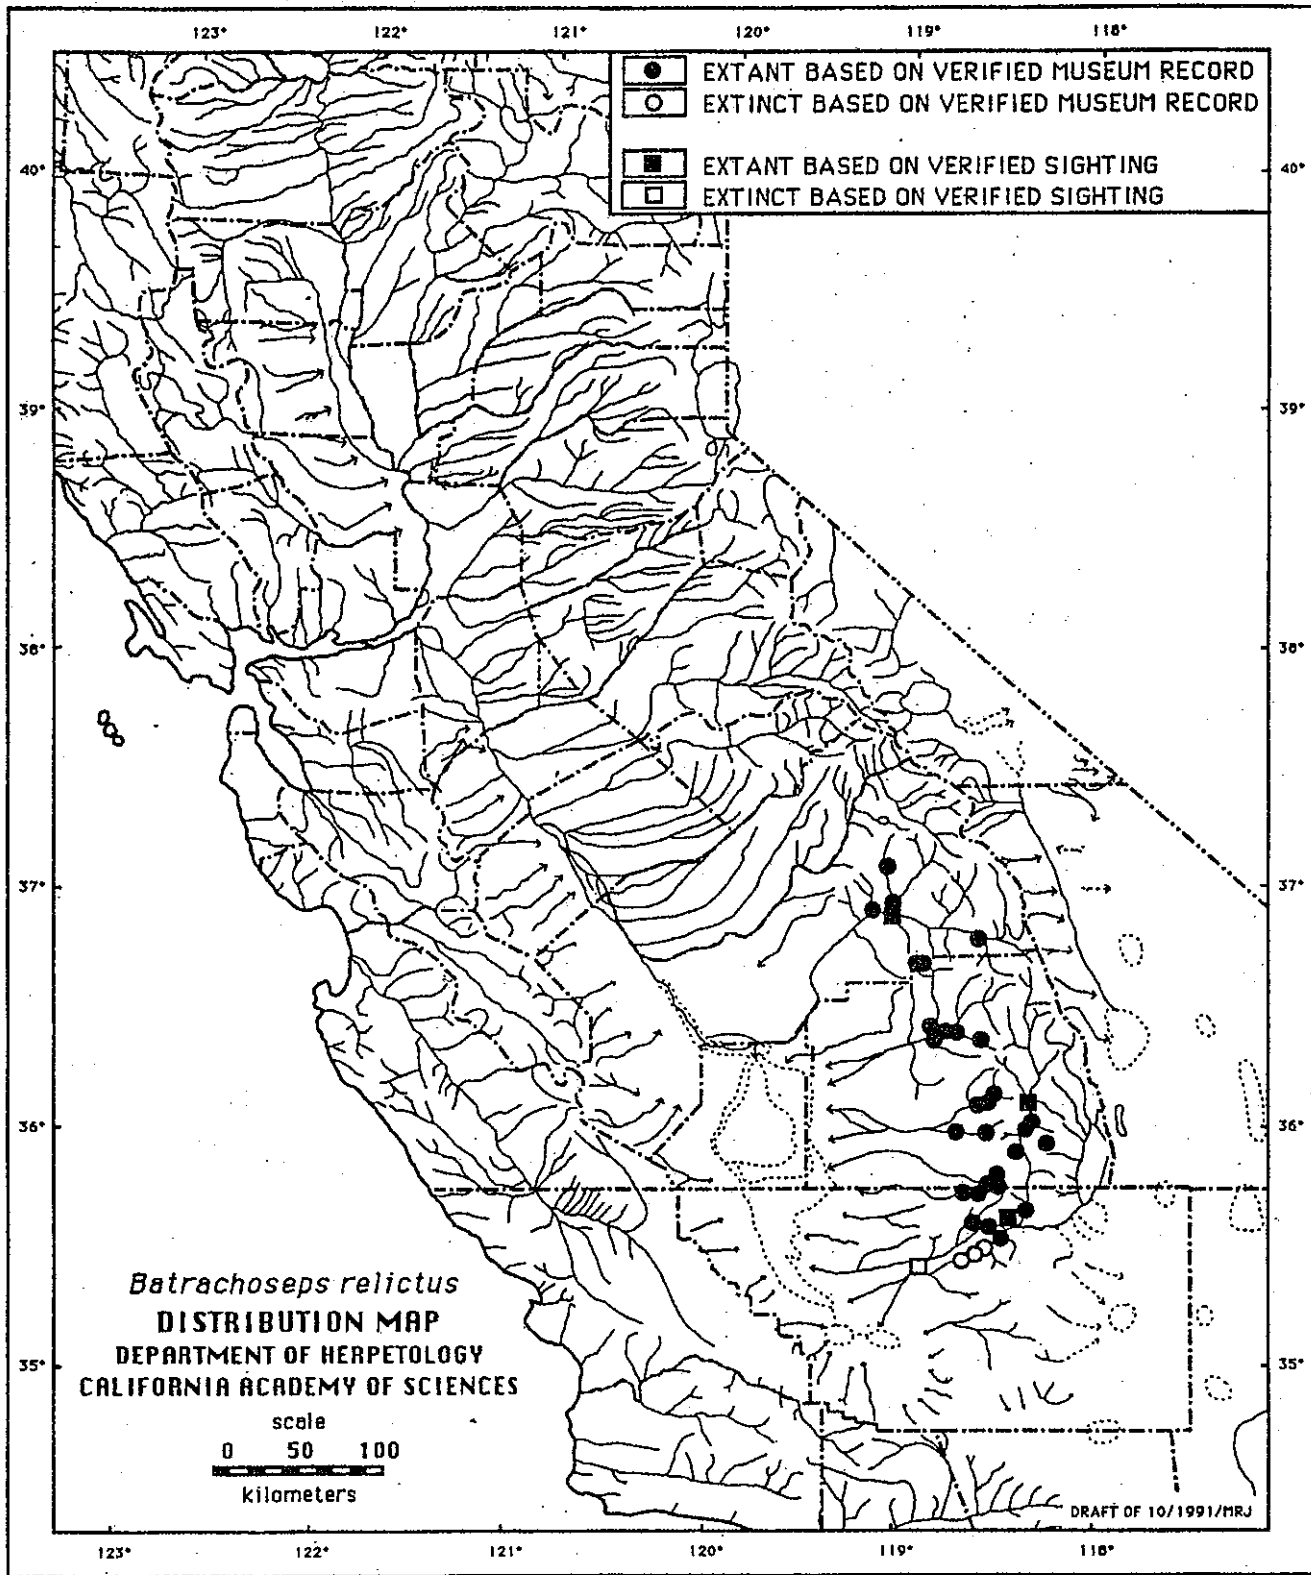 123° 122° 121° 120° 119° 118°
EXTANT BASED ON VERIFIED MUSEUM RECORD
EXTINCT BASED ON VERIFIED MUSEUM RECORD
EXTANT BASED ON VERIFIED SIGHTING
EXTINCT BASED ON VERIFIED SIGHTING
40° 40°
39° 39°
38° 38°
37° 37°
36° 36°
35° 35°
Batrachoseps relictus
DISTRIBUTION MAP
DEPARTMENT OF HERPETOLOGY
CALIFORNIA ACADEMY OF SCIENCES
scale
0 50 100
kilometers
DRAFT OF 10/1991/MRJ
123° 122° 121° 120° 119° 118°